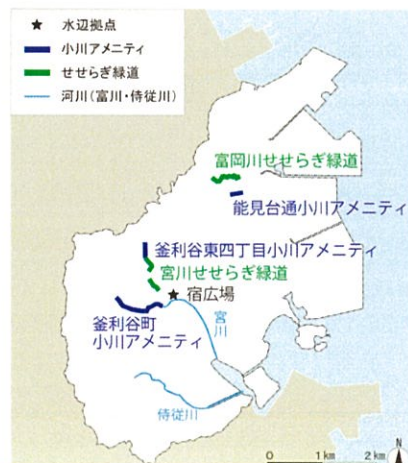 水辺拠点
小川アメニティ
せせらぎ緑道
河川(富川・侍従川)
富岡川せせらぎ緑道
能見台通小川アメニティ
釜利谷東四丁目小川アメニティ
宮川せせらぎ緑道
宿広場
釜利谷町
小川アメニティ
宮川
侍従川
N
0 1km 2km